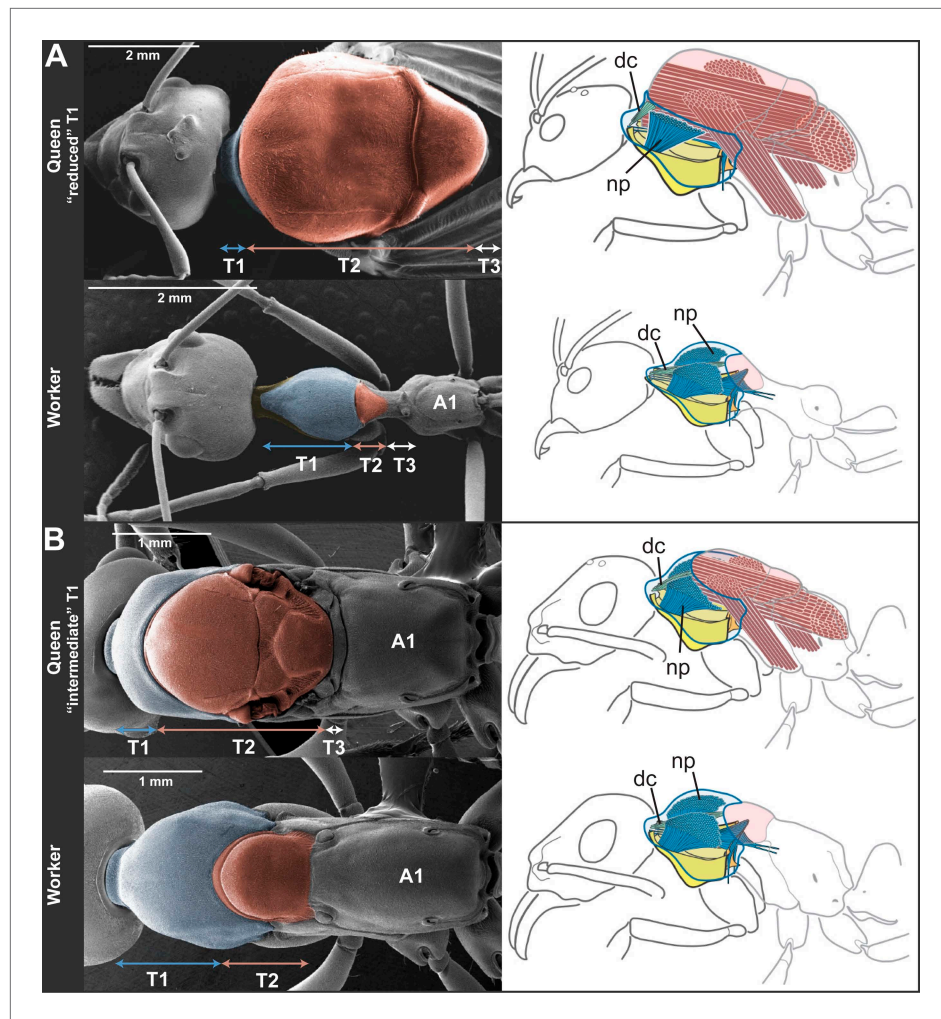 A
Queen
"reduced" T1
2 mm
T1
T2
T3
dc
np
Worker
2 mm
A1
T1
T2
T3
np
dc
B
Queen
"intermediate" T1
1 mm
A1
T1
T2
T3
dc
np
Worker
1 mm
A1
T1
T2
np
dc